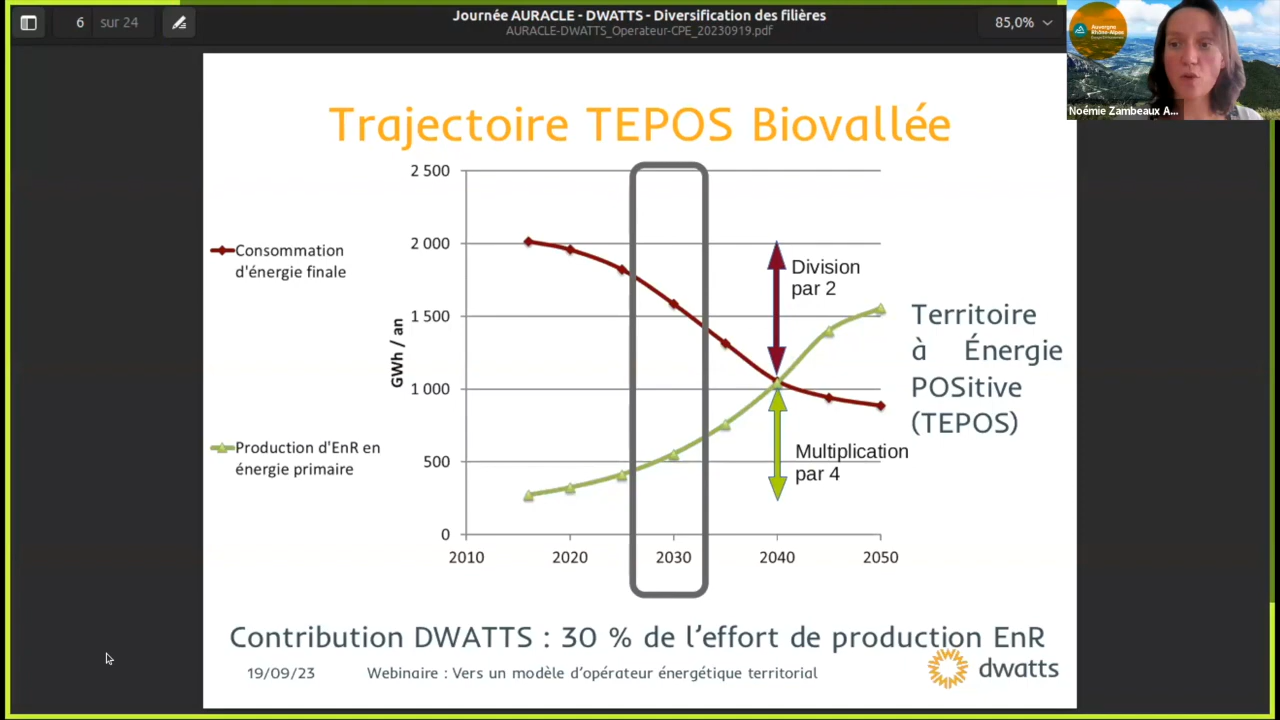 6 sur 24
Journée AURACLE - DWATTS - Diversification des filières
AURACLE-DWATTS_Operateur-CPE_20230919.pdf
85,0%
Auvergne
Rhône-Alpes
Noémie Zambeaux A...
Trajectoire TEPOS Biovallée
2 500
2 000
1 500
1 000
500
0
GWh / an
2010
2020
2030
2040
2050
Consommation
d'énergie finale
Production d'EnR en
énergie primaire
Division
par 2
Multiplication
par 4
Territoire
à Énergie
POSitive
(TEPOS)
Contribution DWATTS : 30 % de l’effort de production EnR
19/09/23
Webinaire : Vers un modèle d’opérateur énergétique territorial
dwatts